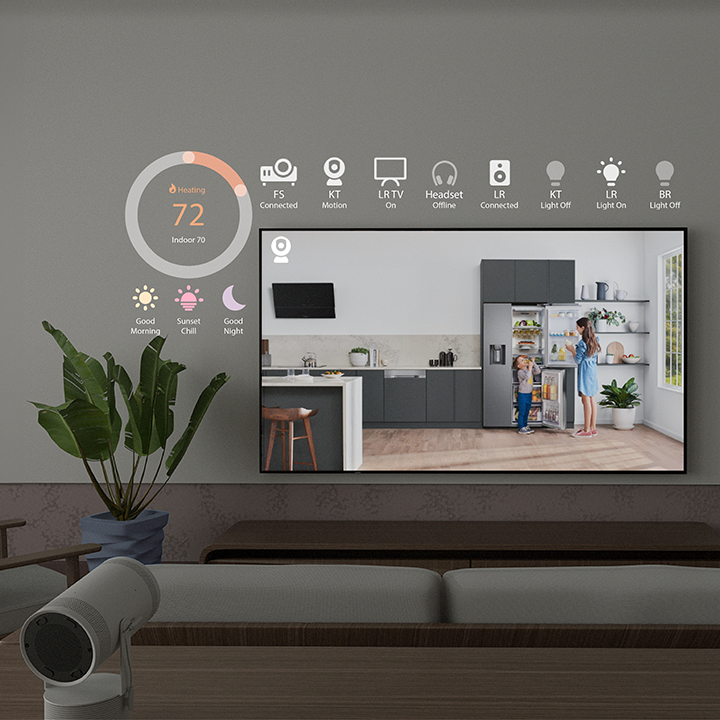 Heating
72
Indoor 70
FS
Connected
KT
Motion
LR TV
On
Headset
Offline
LR
Connected
KT
Light Off
LR
Light On
BR
Light Off
Good
Morning
Sunset
Chill
Good
Night